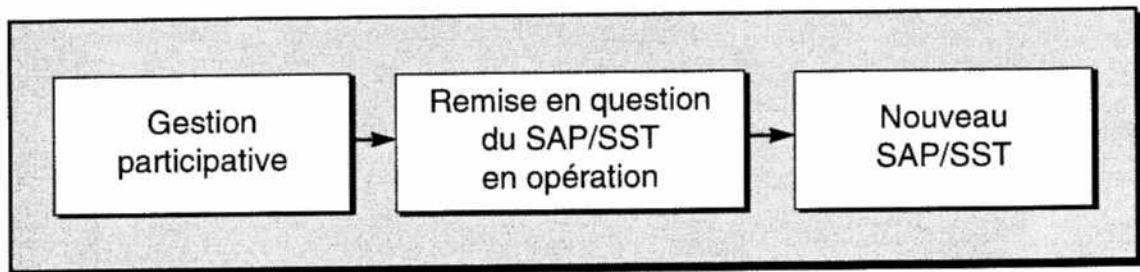 Gestion
participative
Remise en question
du SAP/SST
en opération
Nouveau
SAP/SST